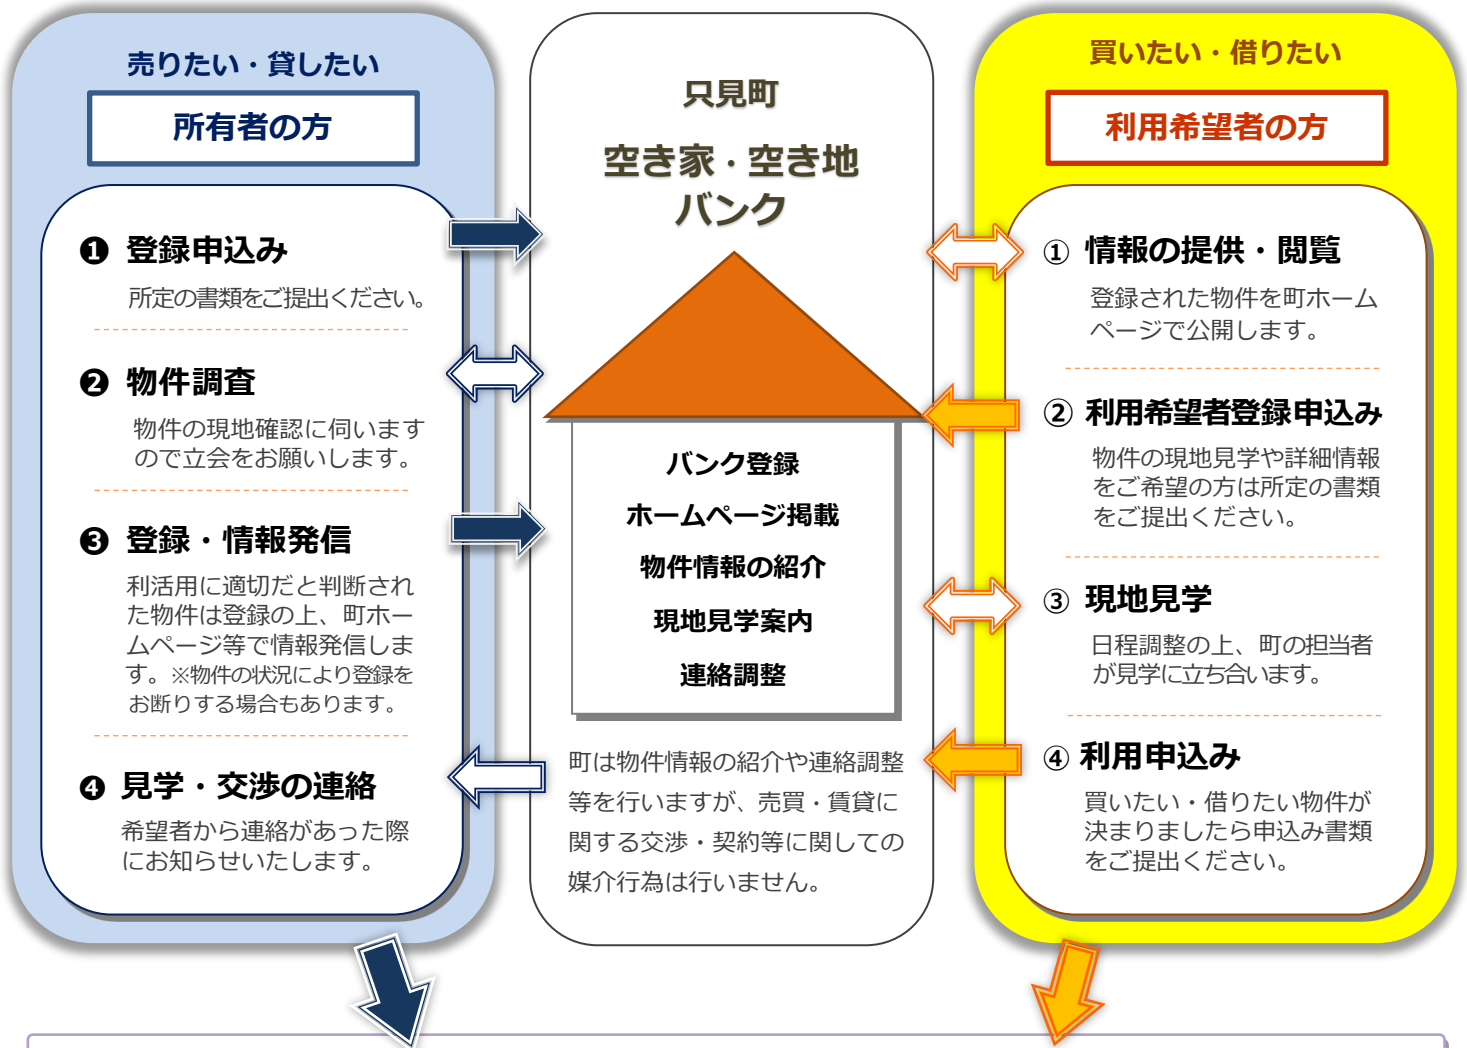 売りたい・貸したい
所有者の方
❶ 登録申込み
所定の書類をご提出ください。
❷ 物件調査
物件の現地確認に伺います
ので立会をお願いします。
❸ 登録・情報発信
利活用に適切だと判断され
た物件は登録の上、町ホー
ムページ等で情報発信しま
す。※物件の状況により登録を
お断りする場合もあります。
❹ 見学・交渉の連絡
希望者から連絡があった際
にお知らせいたします。
只見町
空き家・空き地
バンク
バンク登録
ホームページ掲載
物件情報の紹介
現地見学案内
連絡調整
町は物件情報の紹介や連絡調整
等を行いますが、売買・賃貸に
関する交渉・契約等に関しての
媒介行為は行いません。
買いたい・借りたい
利用希望者の方
① 情報の提供・閲覧
登録された物件を町ホーム
ページで公開します。
② 利用希望者登録申込み
物件の現地見学や詳細情報
をご希望の方は所定の書類
をご提出ください。
③ 現地見学
日程調整の上、町の担当者
が見学に立ち合います。
④ 利用申込み
買いたい・借りたい物件が
決まりましたら申込み書類
をご提出ください。